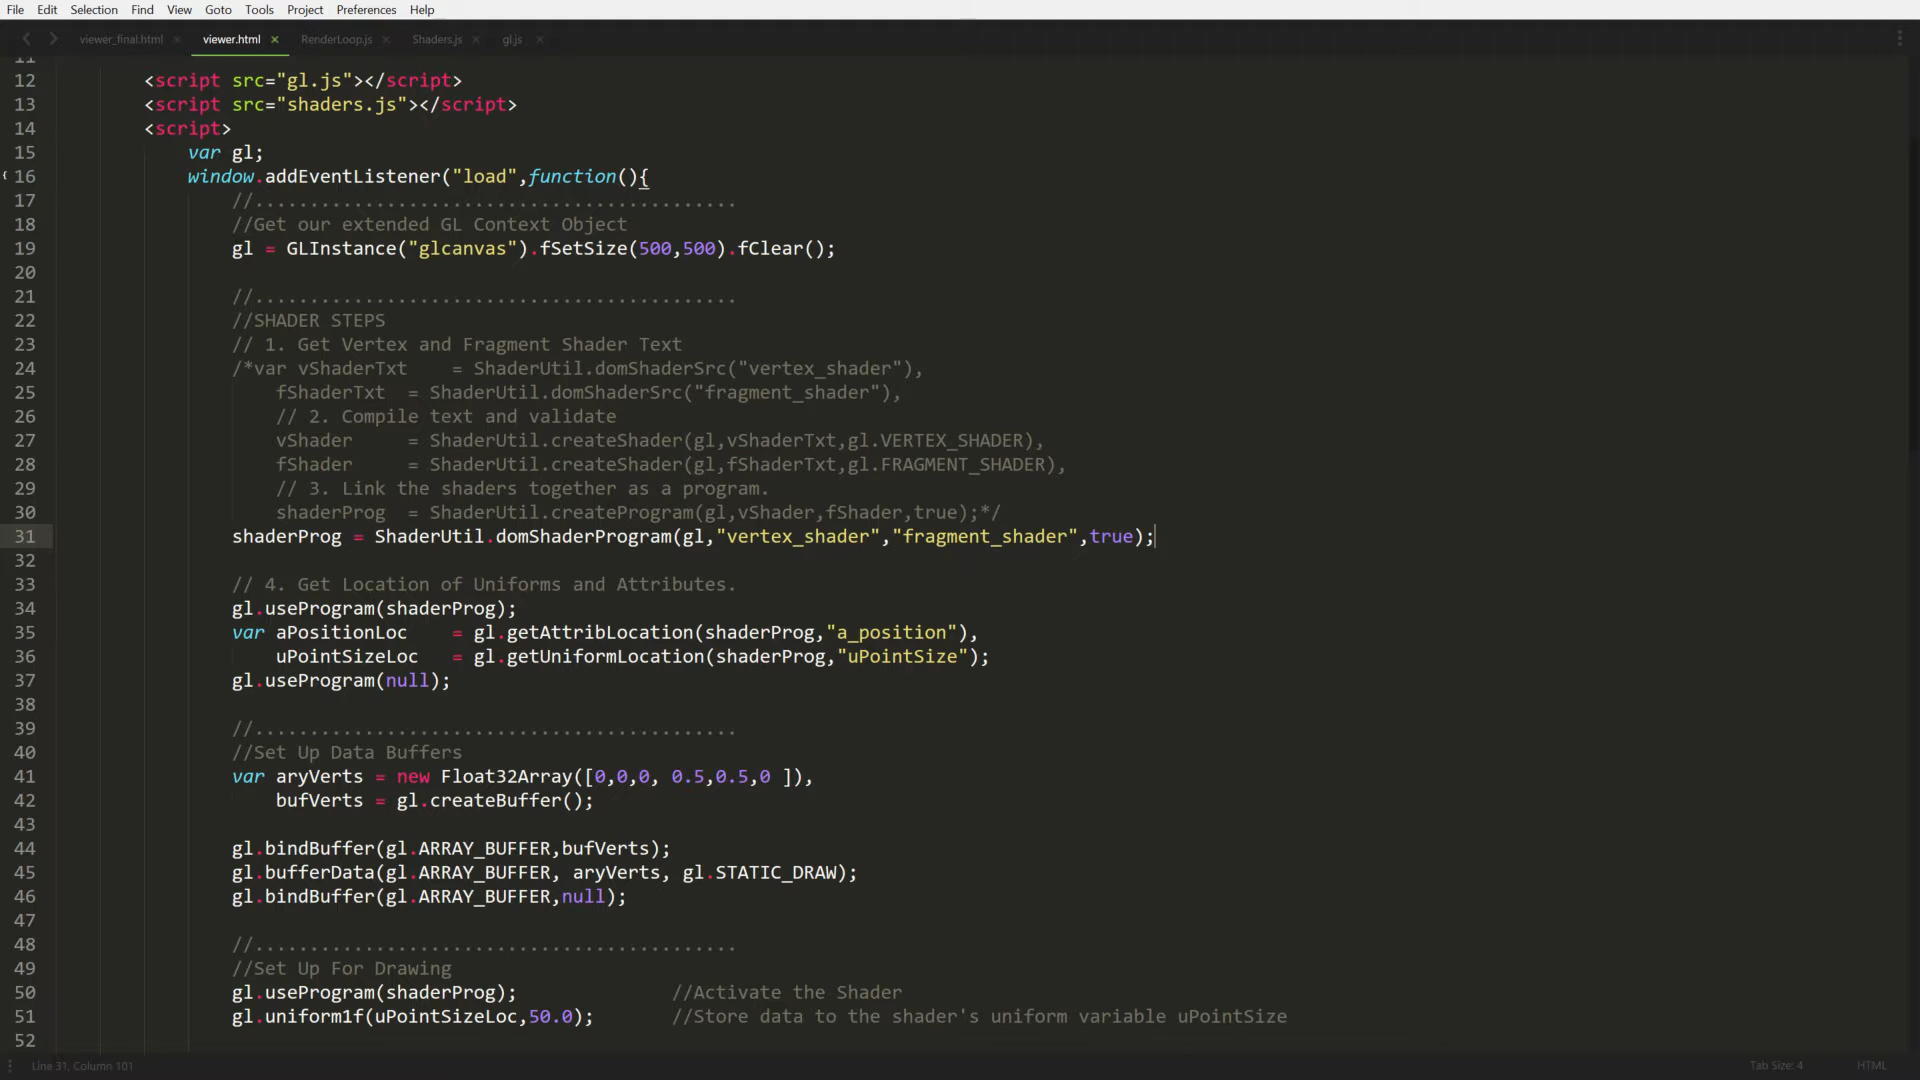 File Edit Selection Find View Goto Tools Project Preferences Help
viewer_final.html × viewer.html × RenderLoop.js × Shaders.js × gl.js ×
11
12 <script src="gl.js"></script>
13 <script src="shaders.js"></script>
14 <script>
15 var gl;
{ 16 window.addEventListener("load",function(){
17 //............................................
18 //Get our extended GL Context Object
19 gl = GLInstance("glcanvas").fSetSize(500,500).fClear();
20
21 //............................................
22 //SHADER STEPS
23 // 1. Get Vertex and Fragment Shader Text
24 /*var vShaderTxt = ShaderUtil.domShaderSrc("vertex_shader"),
25 fShaderTxt = ShaderUtil.domShaderSrc("fragment_shader"),
26 // 2. Compile text and validate
27 vShader = ShaderUtil.createShader(gl,vShaderTxt,gl.VERTEX_SHADER),
28 fShader = ShaderUtil.createShader(gl,fShaderTxt,gl.FRAGMENT_SHADER),
29 // 3. Link the shaders together as a program.
30 shaderProg = ShaderUtil.createProgram(gl,vShader,fShader,true);*/
31 shaderProg = ShaderUtil.domShaderProgram(gl,"vertex_shader","fragment_shader",true);
32
33 // 4. Get Location of Uniforms and Attributes.
34 gl.useProgram(shaderProg);
35 var aPositionLoc = gl.getAttribLocation(shaderProg,"a_position"),
36 uPointSizeLoc = gl.getUniformLocation(shaderProg,"uPointSize");
37 gl.useProgram(null);
38
39 //............................................
40 //Set Up Data Buffers
41 var aryVerts = new Float32Array([0,0,0, 0.5,0.5,0 ]),
42 bufVerts = gl.createBuffer();
43
44 gl.bindBuffer(gl.ARRAY_BUFFER,bufVerts);
45 gl.bufferData(gl.ARRAY_BUFFER, aryVerts, gl.STATIC_DRAW);
46 gl.bindBuffer(gl.ARRAY_BUFFER,null);
47
48 //............................................
49 //Set Up For Drawing
50 gl.useProgram(shaderProg); //Activate the Shader
51 gl.uniform1f(uPointSizeLoc,50.0); //Store data to the shader's uniform variable uPointSize
52
Line 31, Column 101 Tab Size: 4 HTML